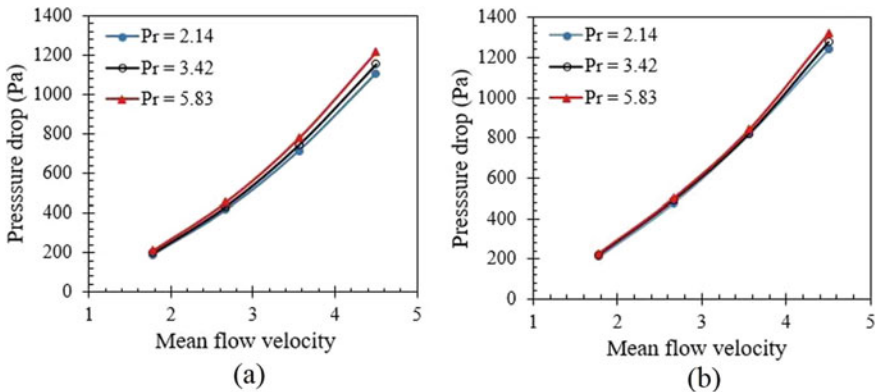 1400
1200
1000
800
600
400
200
0
Presssure drop (Pa)
Pr = 2.14
Pr = 3.42
Pr = 5.83
1 2 3 4 5
Mean flow velocity
(a)
1400
1200
1000
800
600
400
200
0
Presssure drop (Pa)
Pr = 2.14
Pr = 3.42
Pr = 5.83
1 2 3 4 5
Mean flow velocity
(b)